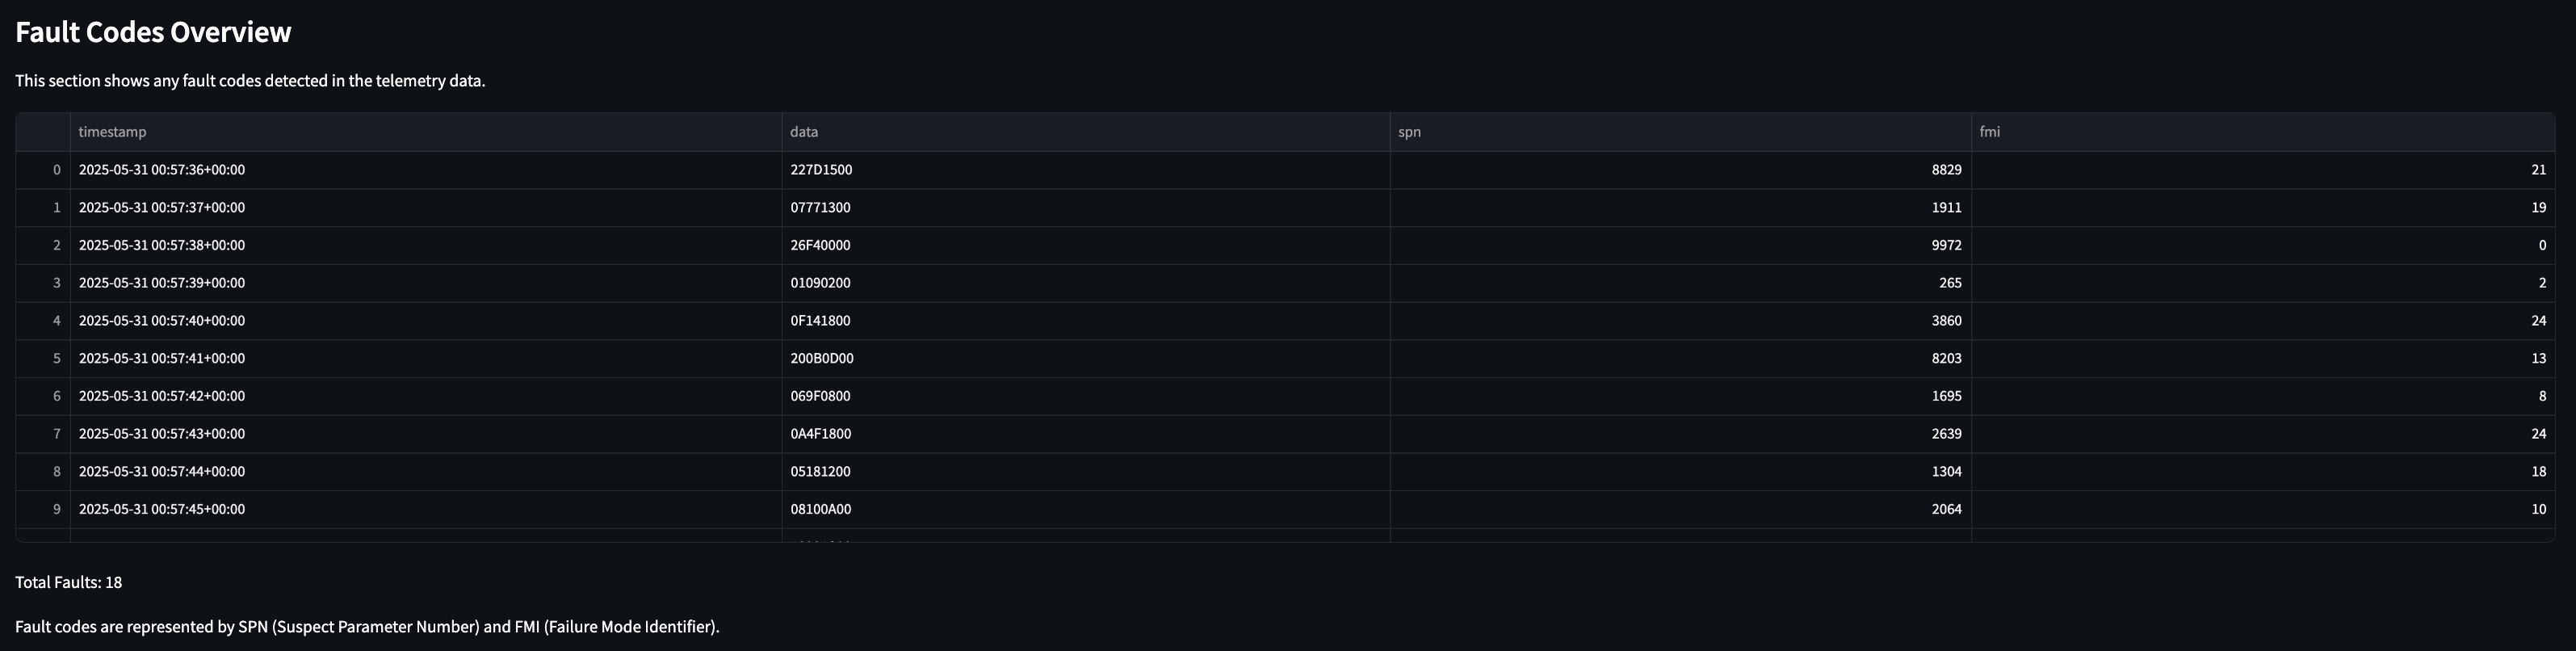 Fault Codes Overview
This section shows any fault codes detected in the telemetry data.
timestamp data spn fmi
0 2025-05-31 00:57:36+00:00 227D1500 8829 21
1 2025-05-31 00:57:37+00:00 07771300 1911 19
2 2025-05-31 00:57:38+00:00 26F40000 9972 0
3 2025-05-31 00:57:39+00:00 01090200 265 2
4 2025-05-31 00:57:40+00:00 0F141800 3860 24
5 2025-05-31 00:57:41+00:00 200B0D00 8203 13
6 2025-05-31 00:57:42+00:00 069F0800 1695 8
7 2025-05-31 00:57:43+00:00 0A4F1800 2639 24
8 2025-05-31 00:57:44+00:00 05181200 1304 18
9 2025-05-31 00:57:45+00:00 08100A00 2064 10
Total Faults: 18
Fault codes are represented by SPN (Suspect Parameter Number) and FMI (Failure Mode Identifier).